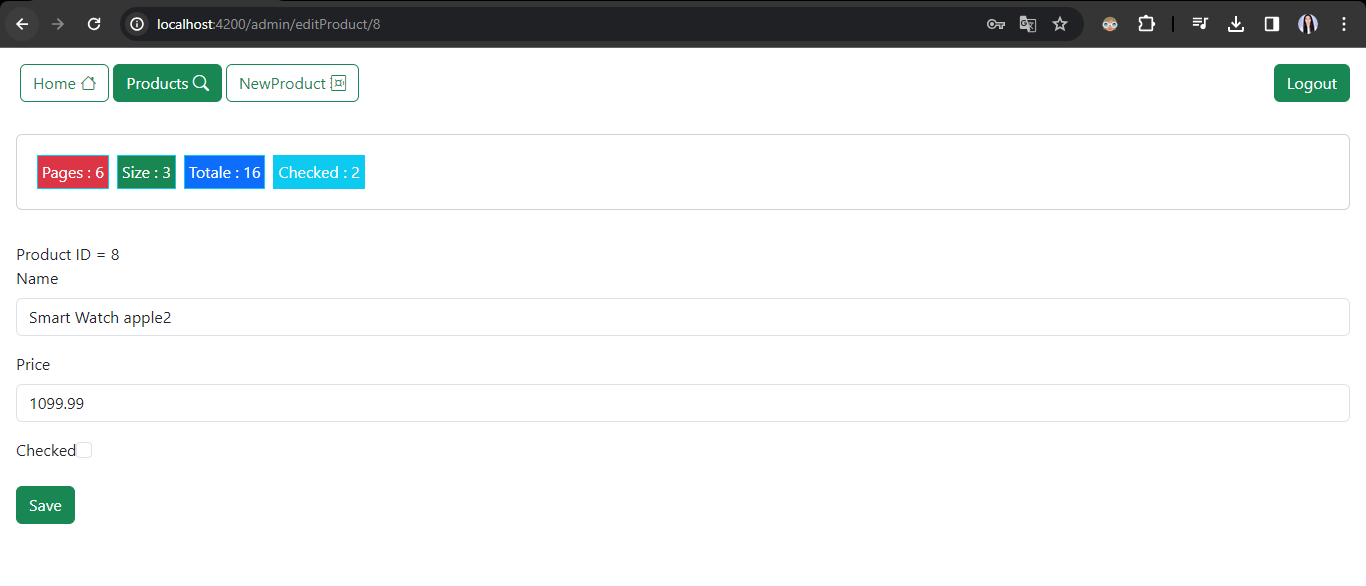 localhost:4200/admin/editProduct/8
Home Products NewProduct Logout
Pages : 6 Size : 3 Totale : 16 Checked : 2
Product ID = 8
Name
Smart Watch apple2
Price
1099.99
Checked
Save